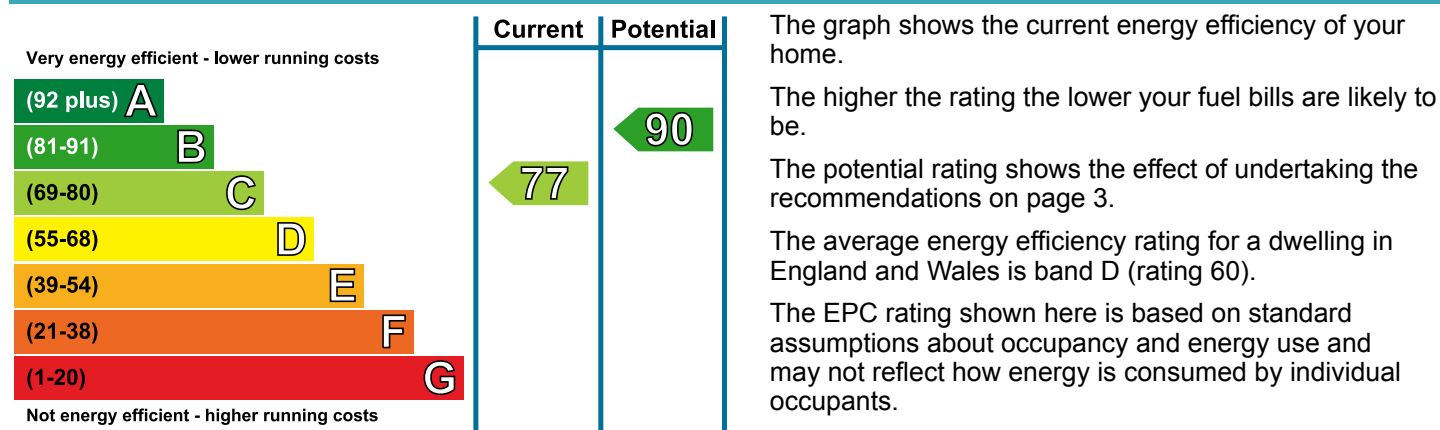 Current Potential
Very energy efficient - lower running costs
(92 plus) A
(81-91) B
(69-80) C
(55-68) D
(39-54) E
(21-38) F
(1-20) G
Not energy efficient - higher running costs
77
90
The graph shows the current energy efficiency of your
home.
The higher the rating the lower your fuel bills are likely to
be.
The potential rating shows the effect of undertaking the
recommendations on page 3.
The average energy efficiency rating for a dwelling in
England and Wales is band D (rating 60).
The EPC rating shown here is based on standard
assumptions about occupancy and energy use and
may not reflect how energy is consumed by individual
occupants.